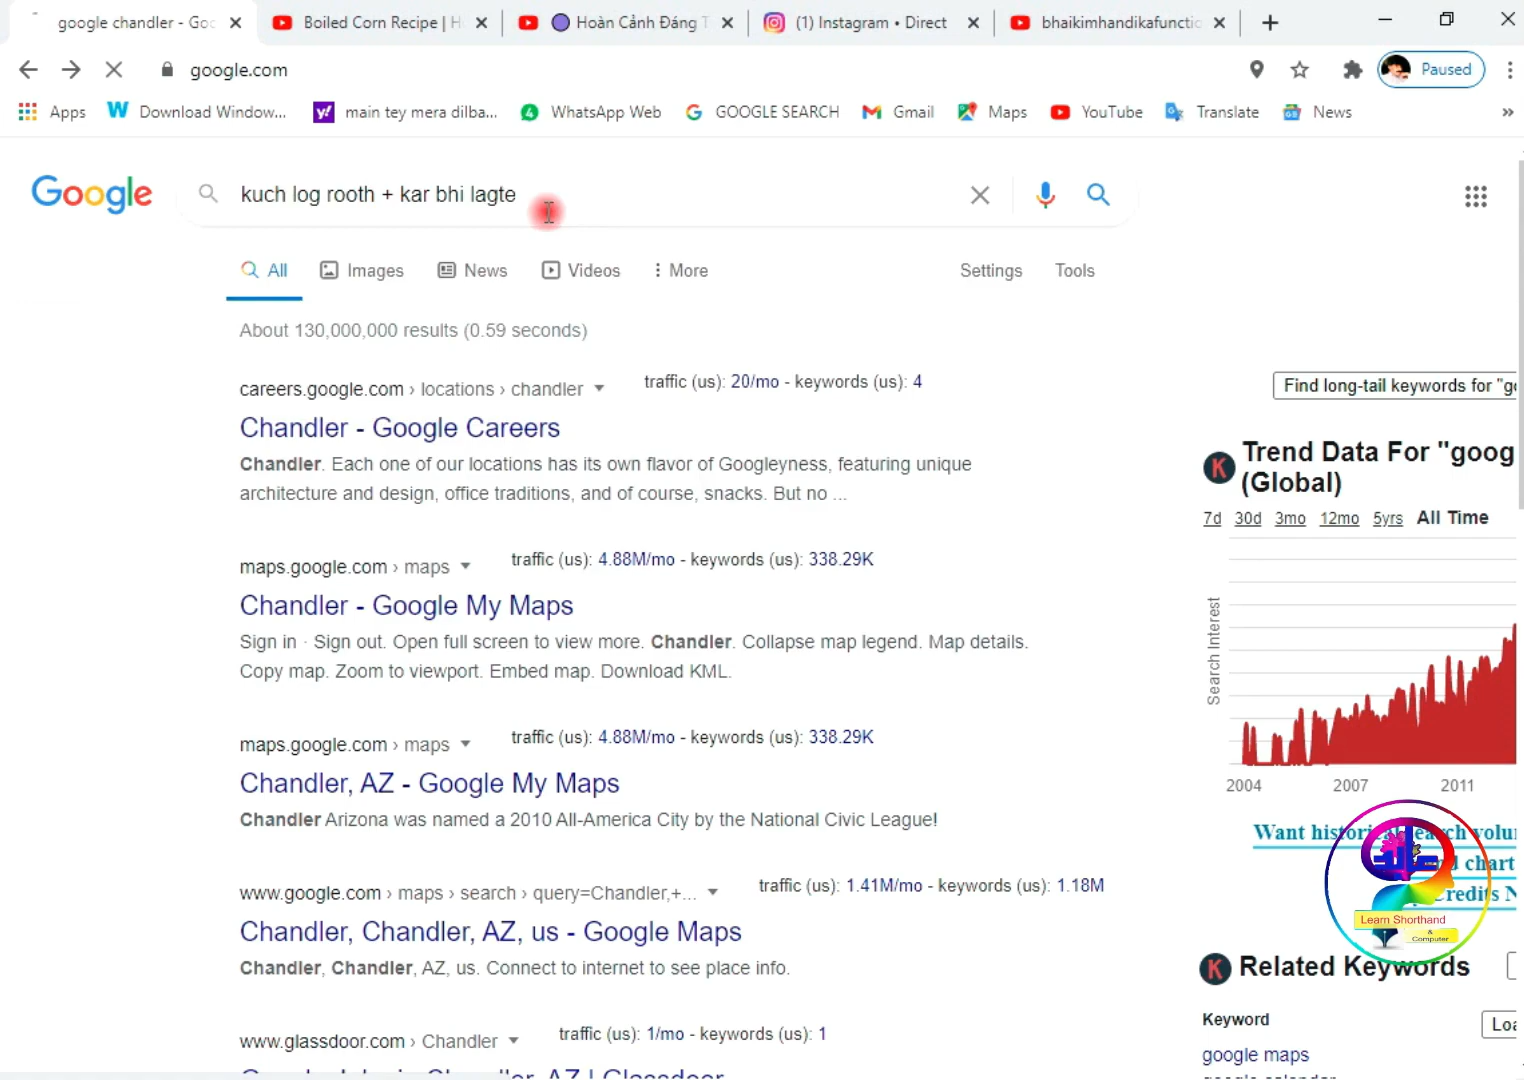 google chandler - Goo
Boiled Corn Recipe | H
Hoàn Cảnh Đáng T
(1) Instagram • Direct
bhaikimhandikafunctio
google.com
Paused
Apps
Download Window...
main tey mera dilba...
WhatsApp Web
GOOGLE SEARCH
Gmail
Maps
YouTube
Translate
News
»
Google
kuch log rooth + kar bhi lagte
All
Images
News
Videos
More
Settings
Tools
About 130,000,000 results (0.59 seconds)
careers.google.com › locations › chandler
traffic (us): 20/mo - keywords (us): 4
Chandler - Google Careers
Chandler. Each one of our locations has its own flavor of Googleyness, featuring unique
architecture and design, office traditions, and of course, snacks. But no ...
maps.google.com › maps
traffic (us): 4.88M/mo - keywords (us): 338.29K
Chandler - Google My Maps
Sign in · Sign out. Open full screen to view more. Chandler. Collapse map legend. Map details.
Copy map. Zoom to viewport. Embed map. Download KML.
maps.google.com › maps
traffic (us): 4.88M/mo - keywords (us): 338.29K
Chandler, AZ - Google My Maps
Chandler Arizona was named a 2010 All-America City by the National Civic League!
www.google.com › maps › search › query=Chandler,+...
traffic (us): 1.41M/mo - keywords (us): 1.18M
Chandler, Chandler, AZ, us - Google Maps
Chandler, Chandler, AZ, us. Connect to internet to see place info.
www.glassdoor.com › Chandler
traffic (us): 1/mo - keywords (us): 1
Find long-tail keywords for "go
K
Trend Data For "goog
(Global)
7d 30d 3mo 12mo 5yrs All Time
Search Interest
2004 2007 2011
Want historical search volu
chart
Credits N
Learn Shorthand
&
Computer
K
Related Keywords
Keyword
Loa
google maps